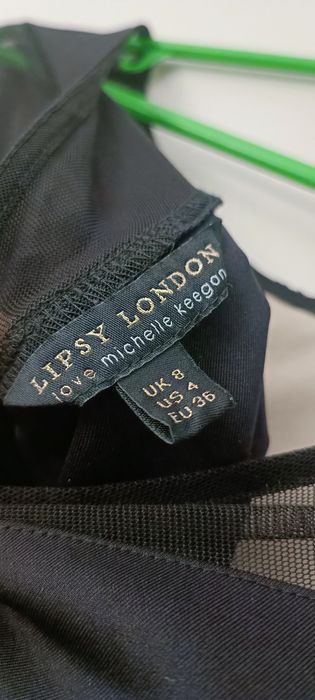 LIPSY LONDON
love michelle keegan
UK 8
US 4
EU 36